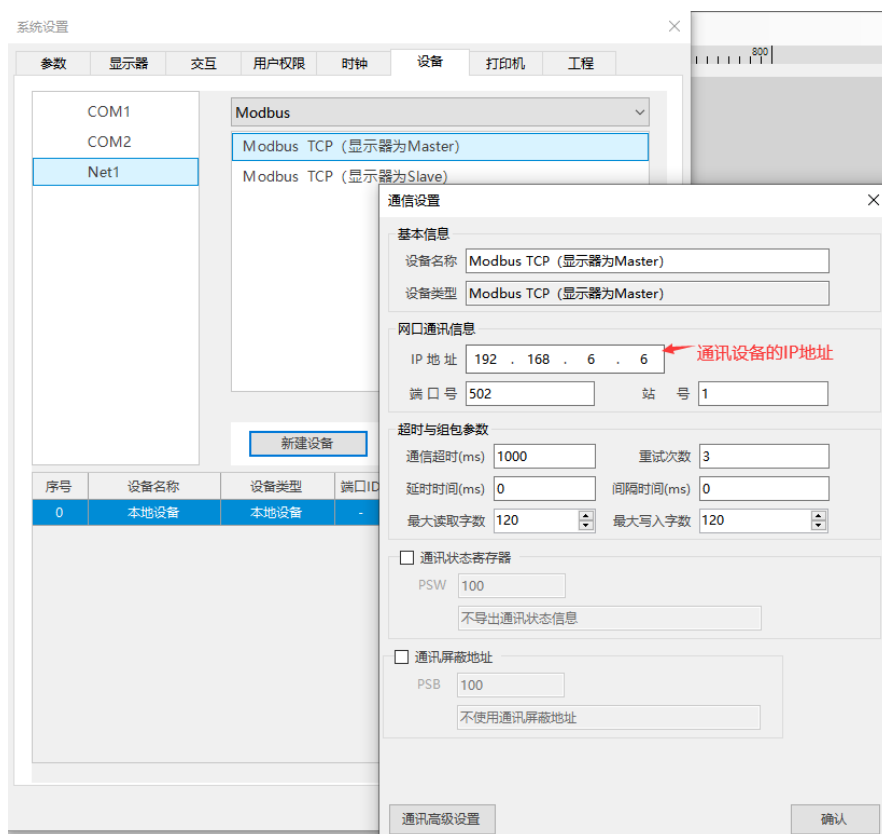 系统设置
800
参数 显示器 交互 用户权限 时钟 设备 打印机 工程
COM1
COM2
Net1
Modbus
Modbus TCP（显示器为Master）
Modbus TCP（显示器为Slave）
新建设备
序号 设备名称 设备类型 端口ID
0 本地设备 本地设备 -
通信设置
基本信息
设备名称 Modbus TCP（显示器为Master）
设备类型 Modbus TCP（显示器为Master）
网口通讯信息
IP 地 址 192 . 168 . 6 . 6 通讯设备的IP地址
端 口 号 502 站 号 1
超时与组包参数
通信超时(ms) 1000 重试次数 3
延时时间(ms) 0 间隔时间(ms) 0
最大读取字数 120 最大写入字数 120
通讯状态寄存器
PSW 100
不导出通讯状态信息
通讯屏蔽地址
PSB 100
不使用通讯屏蔽地址
通讯高级设置 确认